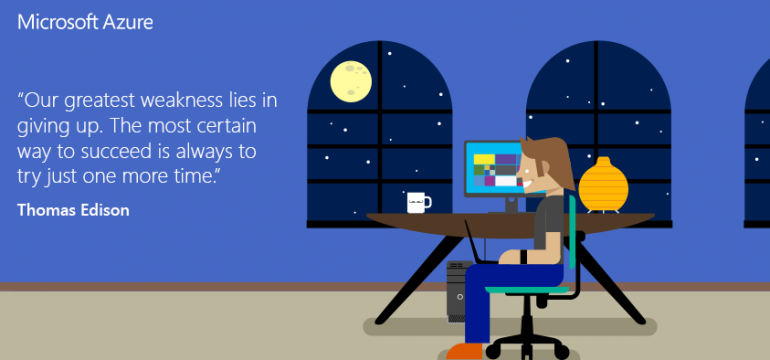 Microsoft Azure
“Our greatest weakness lies in
giving up. The most certain
way to succeed is always to
try just one more time.”
Thomas Edison